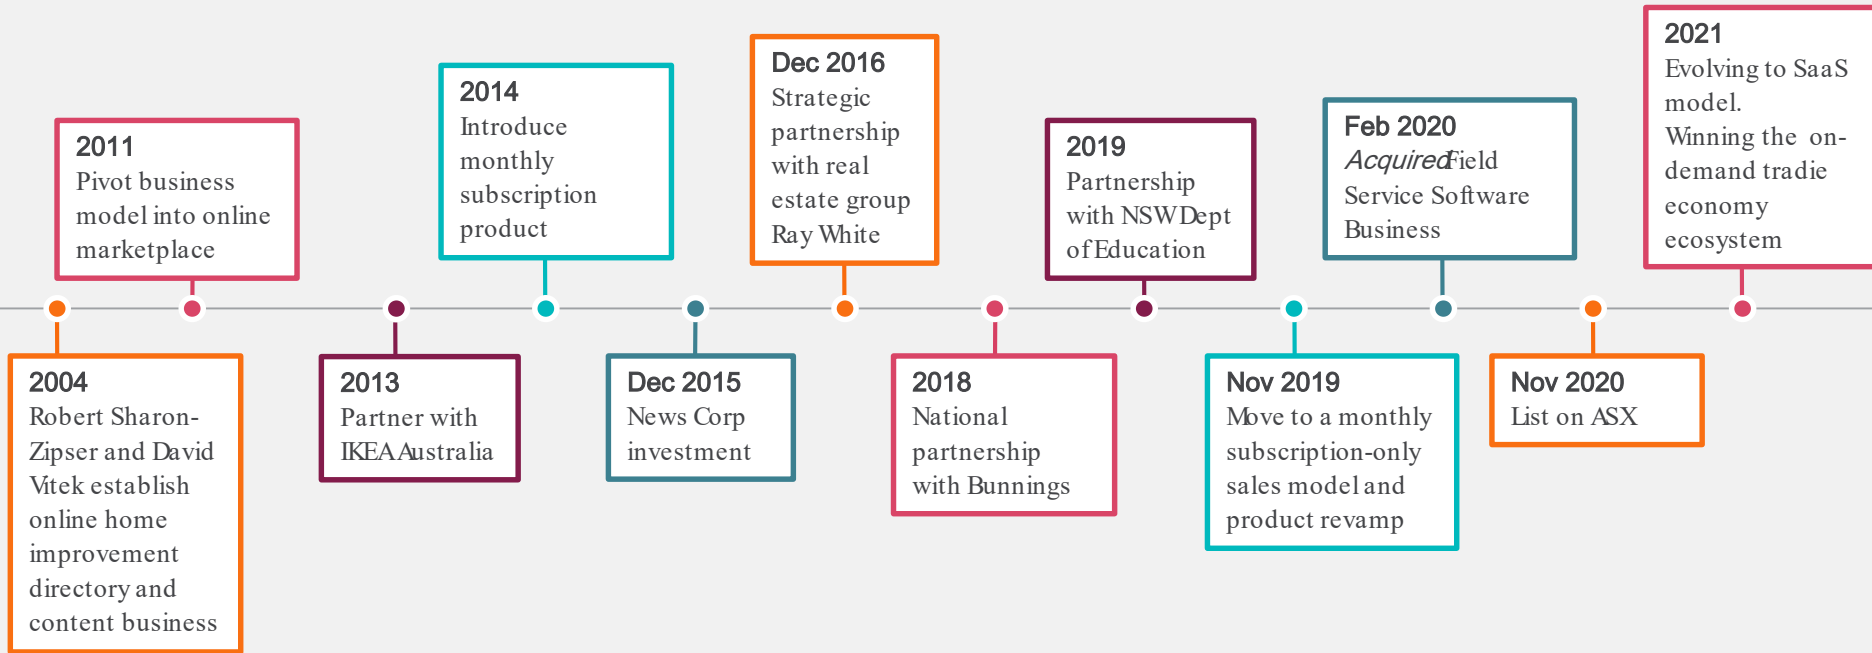 2004
Robert Sharon-
Zipser and David
Vitek establish
online home
improvement
directory and
content business
2011
Pivot business
model into online
marketplace
2013
Partner with
IKEA Australia
2014
Introduce
monthly
subscription
product
Dec 2015
News Corp
investment
Dec 2016
Strategic
partnership
with real
estate group
Ray White
2018
National
partnership
with Bunnings
2019
Partnership
with NSW Dept
of Education
Nov 2019
Move to a monthly
subscription-only
sales model and
product revamp
Feb 2020
Acquired Field
Service Software
Business
Nov 2020
List on ASX
2021
Evolving to SaaS
model.
Winning the on-
demand tradie
economy
ecosystem